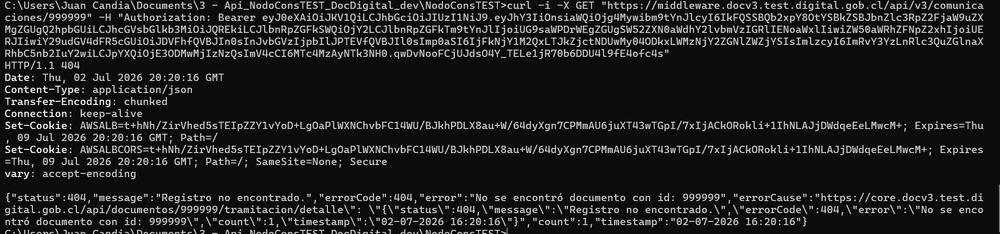 C:\Users\Juan Candia\Documents\3 - Api_NodoConsTEST_DocDigital_dev\NodoConsTEST>curl -i -X GET "https://middleware.docv3.test.digital.gob.cl/api/v3/comunica
ciones/999999" -H "Authorization: Bearer eyJ0eXAiOiJKV1QiLCJhbGciOiJIUzI1NiJ9.eyJhY3IiOnsiaWQiOjg4Mywibm9tYnJlcyI6IkFQSSBQb2xpY8OtYSBkZSBJbnZlc3RpZ2FjaW9uZX
MgZGUgQ2hpbGUiLCJhcGVsbGlkb3MiOiJQREkiLCJlbnRpZGFkSWQiOjY2LCJlbnRpZGFkTm9tYnJlIjoiUG9saWPDrWEgZGUgSW52ZXN0aWdhY2lvbmVzIGRlIENoaWxlIiwiZW50aWRhZFNpZ2xhIjoiUE
RJIiwiY29udGV4dFR5cGUiOiJDVFhfQVBJIn0sInJvbGVzIjpbIlJPTEVfQVBJIl0sImp0aSI6IjFkNjY1M2QxLTJkZjctNDUwMy04ODkxLWMzNjY2ZGNlZWZjYSIsImlzcyI6ImRvY3YzLnRlc3QuZGlnaX
RhbC5nb2IuY2wiLCJpYXQiOjE3ODMwMjIzNzQsImV4cCI6MTc4MzAyNTk3NH0.qwDvNooFCjUJdsO4Y_TELe1jR70b6DDU4l9fE4ofc4s"
HTTP/1.1 404
Date: Thu, 02 Jul 2026 20:20:16 GMT
Content-Type: application/json
Transfer-Encoding: chunked
Connection: keep-alive
Set-Cookie: AWSALB=t+hNh/ZirVhed5sTEIpZZY1vYoD+LgOaPlWXNChvbFC14WU/BJkhPDLX8au+W/64dyXgn7CPMmAU6juXT43wTGpI/7xIjACkORokli+1IhNLAJjDWdqeEeLMwcM+; Expires=Thu
, 09 Jul 2026 20:20:16 GMT; Path=/
Set-Cookie: AWSALBCORS=t+hNh/ZirVhed5sTEIpZZY1vYoD+LgOaPlWXNChvbFC14WU/BJkhPDLX8au+W/64dyXgn7CPMmAU6juXT43wTGpI/7xIjACkORokli+1IhNLAJjDWdqeEeLMwcM+; Expires
=Thu, 09 Jul 2026 20:20:16 GMT; Path=/; SameSite=None; Secure
vary: accept-encoding
{"status":404,"message":"Registro no encontrado.","errorCode":404,"error":"No se encontró documento con id: 999999","errorCause":"https://core.docv3.test.di
gital.gob.cl/api/documentos/999999/tramitacion/detalle\": \"{\"status\":404,\"message\":\"Registro no encontrado.\",\"errorCode\":404,\"error\":\"No se enco
ntró documento con id: 999999\",\"count\":1,\"timestamp\":\"02-07-2026 16:20:16\"}","count":1,"timestamp":"02-07-2026 16:20:16"}
C:\Users\Juan Candia\Documents\3 - Api_NodoConsTEST_DocDigital_dev\NodoConsTEST>